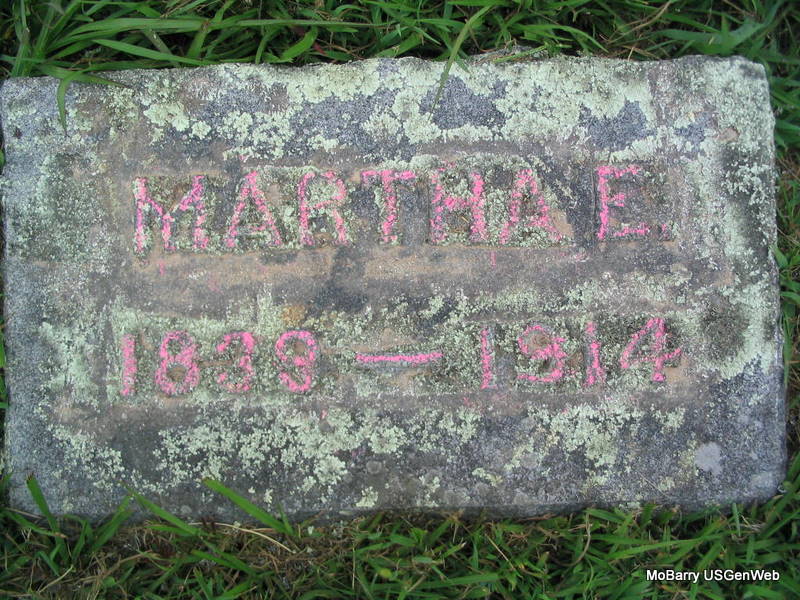 MARTHA E.
1839 — 1914
MoBarry USGenWeb